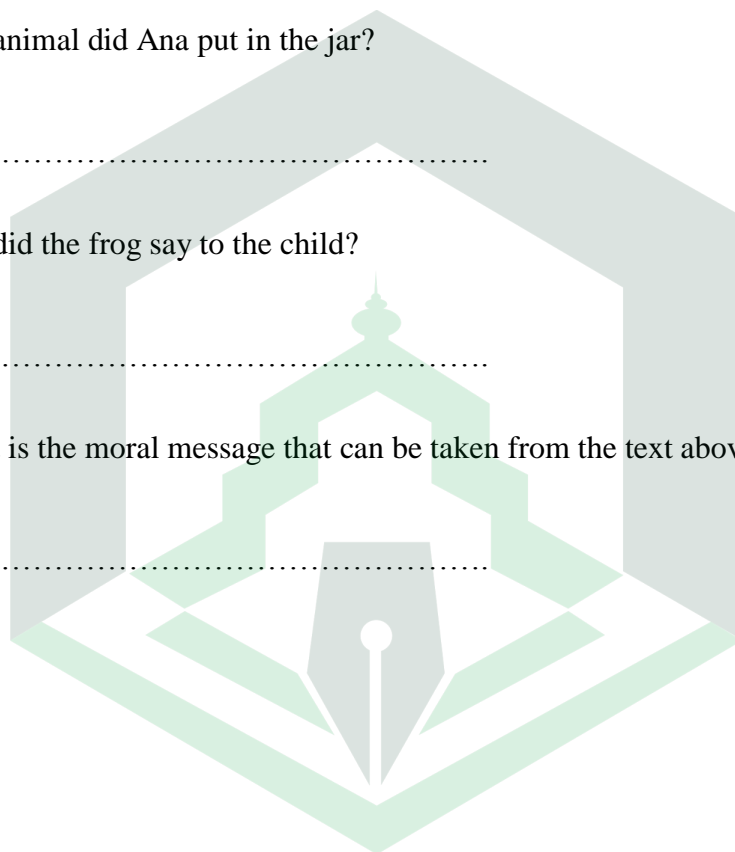 animal did Ana put in the jar?
……………………………………………….
did the frog say to the child?
……………………………………………….
is the moral message that can be taken from the text
……………………………………………….